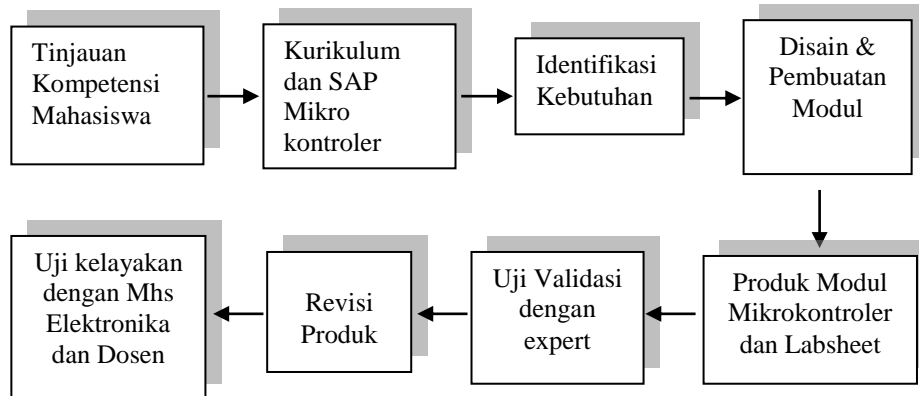 Tinjauan
Kompetensi
Mahasiswa
Kurikulum
dan SAP
Mikro
kontroler
Identifikasi
Kebutuhan
Disain &
Pembuatan
Modul
Produk Modul
Mikrokontroler
dan Labsheet
Uji Validasi
dengan
expert
Revisi
Produk
Uji kelayakan
dengan Mhs
Elektronika
dan Dosen